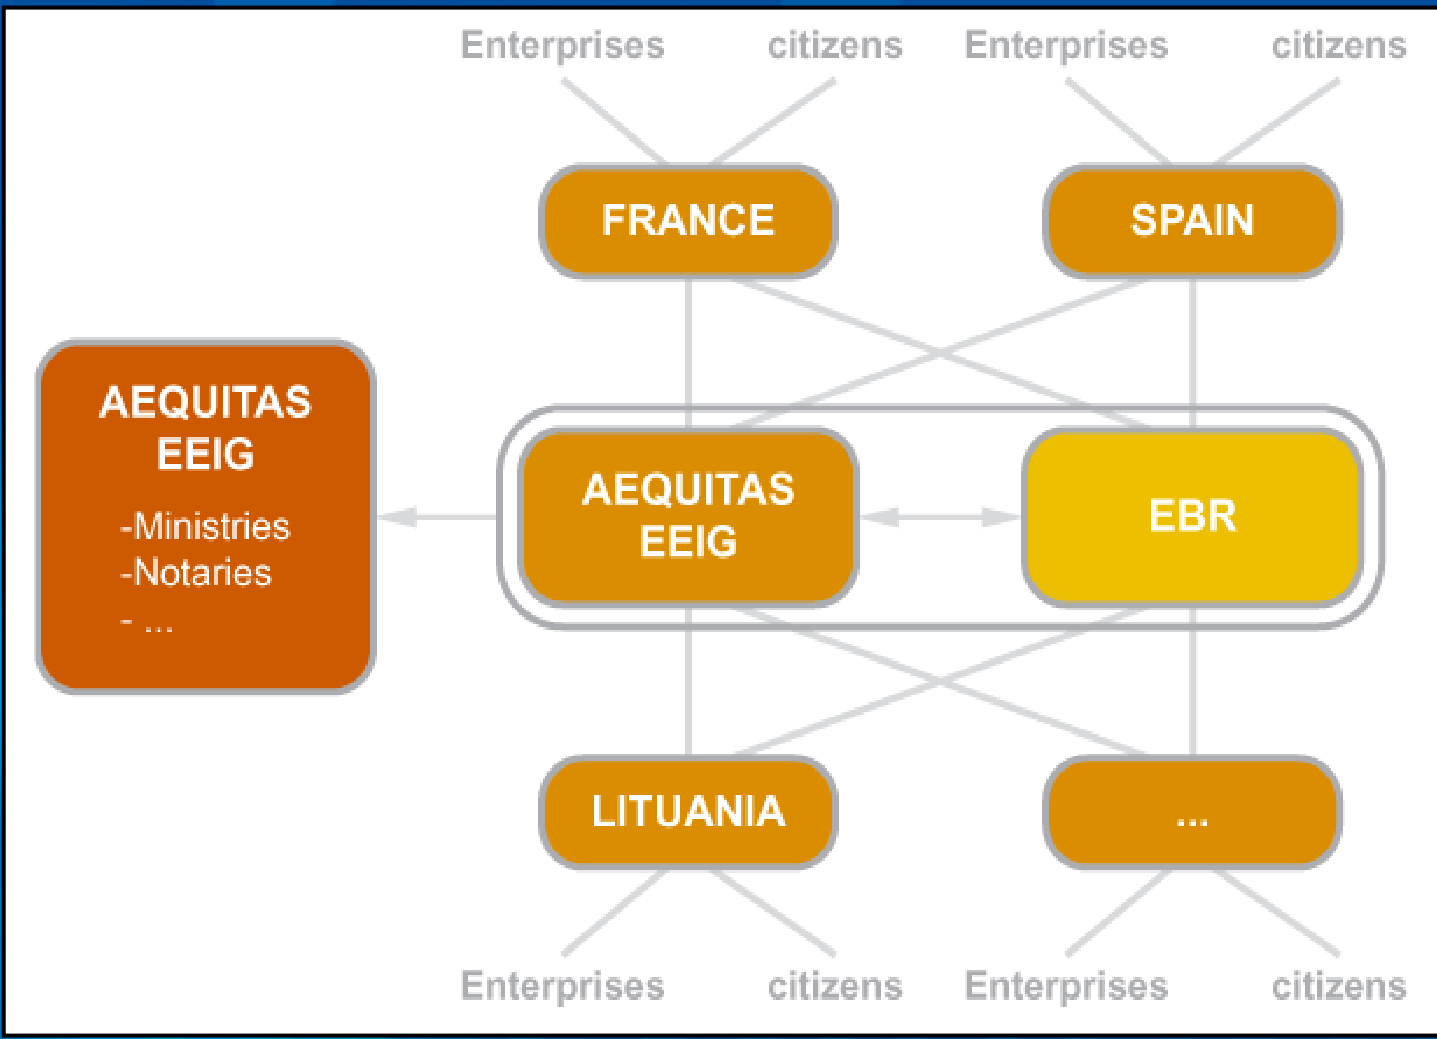 Enterprises citizens Enterprises citizens
FRANCE SPAIN
AEQUITAS
EEIG
-Ministries
-Notaries
- ...
AEQUITAS
EEIG
EBR
LITUANIA ...
Enterprises citizens Enterprises citizens